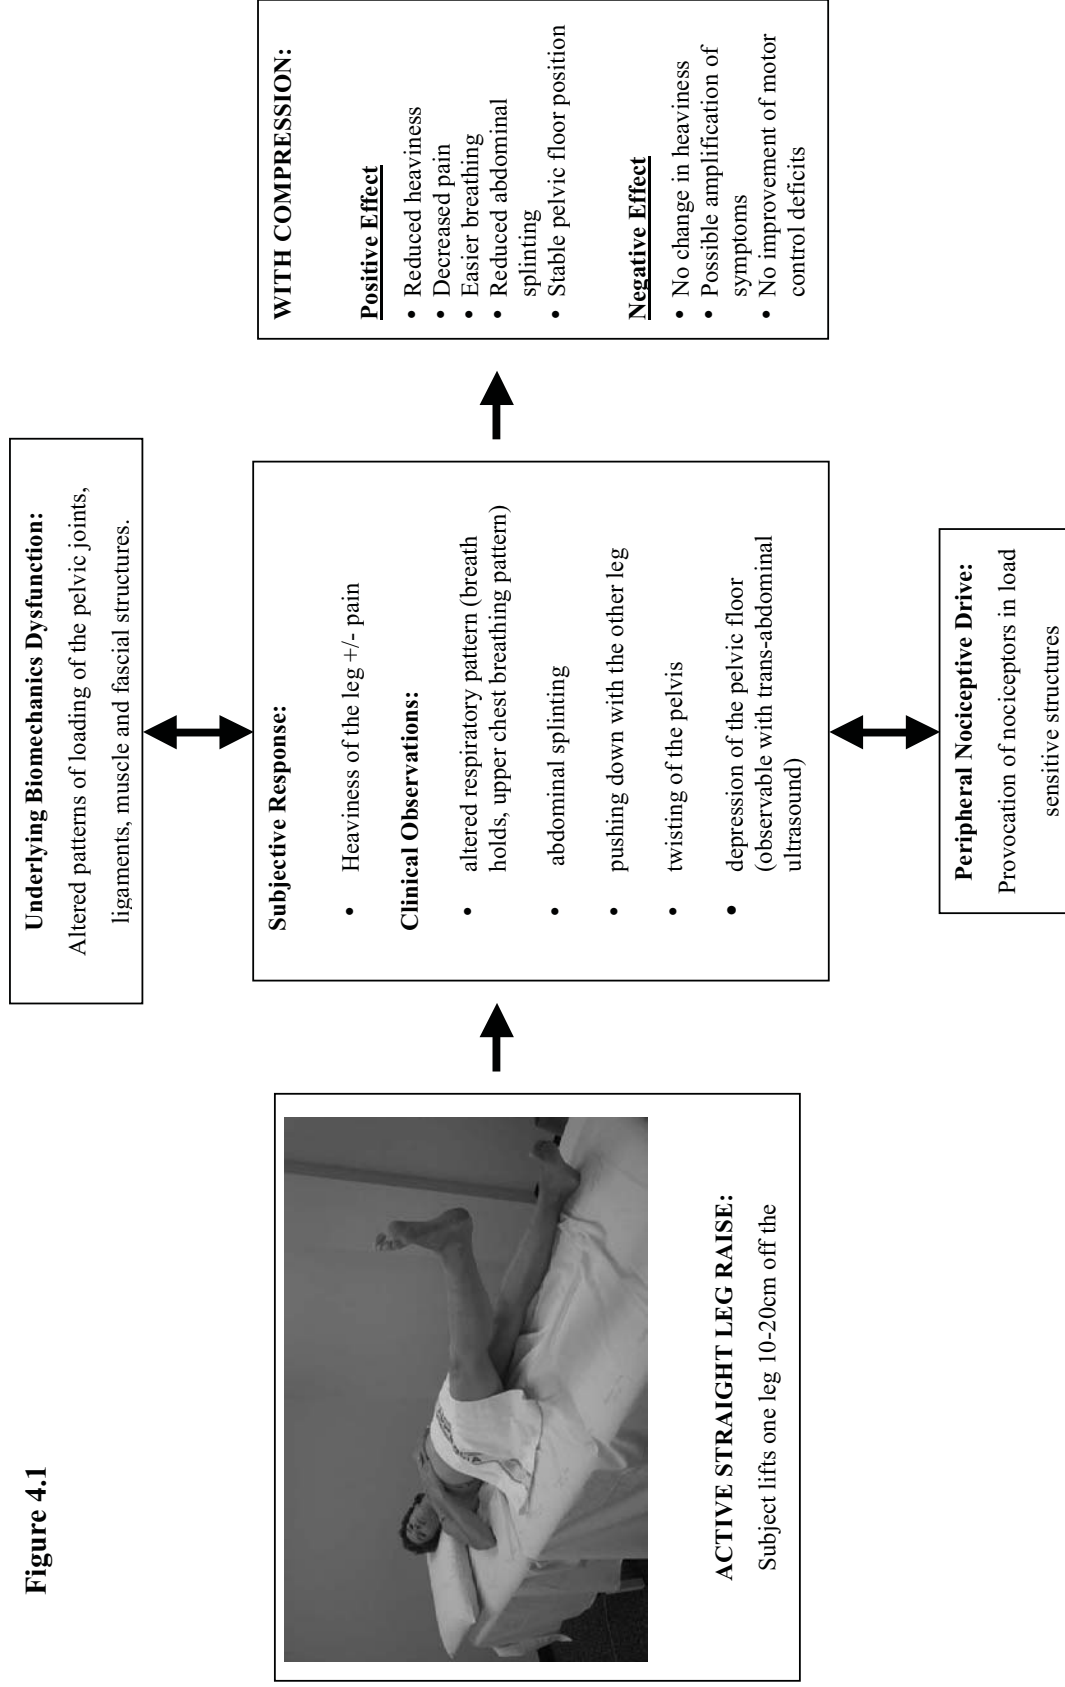 Figure 4.1
Underlying Biomechanics Dysfunction:
Altered patterns of loading of the pelvic joints,
ligaments, muscle and fascial structures.
ACTIVE STRAIGHT LEG RAISE:
Subject lifts one leg 10-20cm off the
Subjective Response:
• Heaviness of the leg +/- pain
Clinical Observations:
• altered respiratory pattern (breath
holds, upper chest breathing pattern)
• abdominal splinting
• pushing down with the other leg
• twisting of the pelvis
• depression of the pelvic floor
(observable with trans-abdominal
ultrasound)
WITH COMPRESSION:
Positive Effect
• Reduced heaviness
• Decreased pain
• Easier breathing
• Reduced abdominal
splinting
• Stable pelvic floor position
Negative Effect
• No change in heaviness
• Possible amplification of
symptoms
• No improvement of motor
control deficits
Peripheral Nociceptive Drive:
Provocation of nociceptors in load
sensitive structures